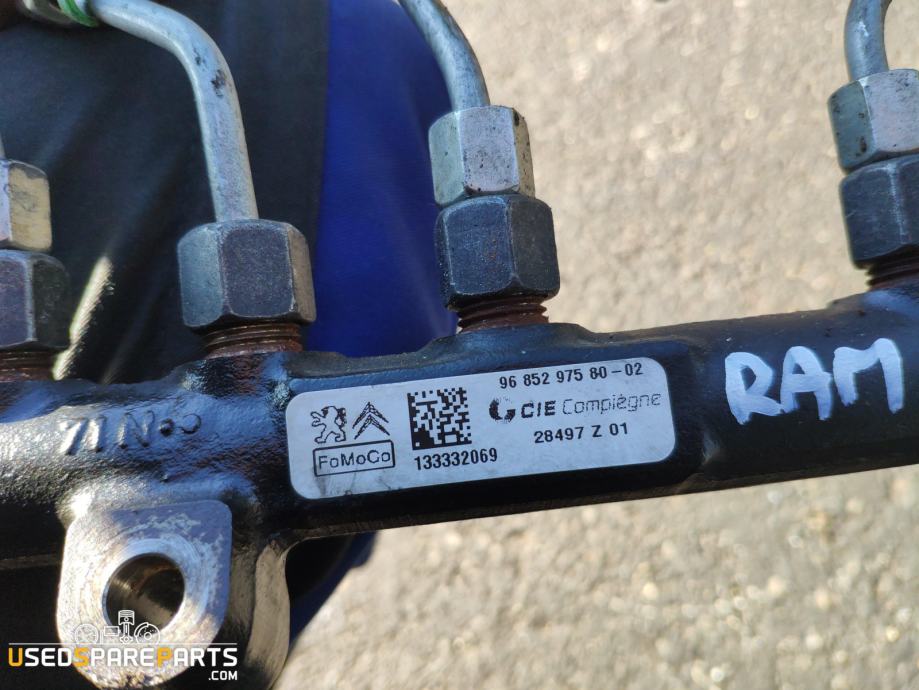 96 852 975 80-02
CIE Compiègne
28497 Z 01
FoMoCo
133332069
RAM
USEDSPAREPARTS
.COM